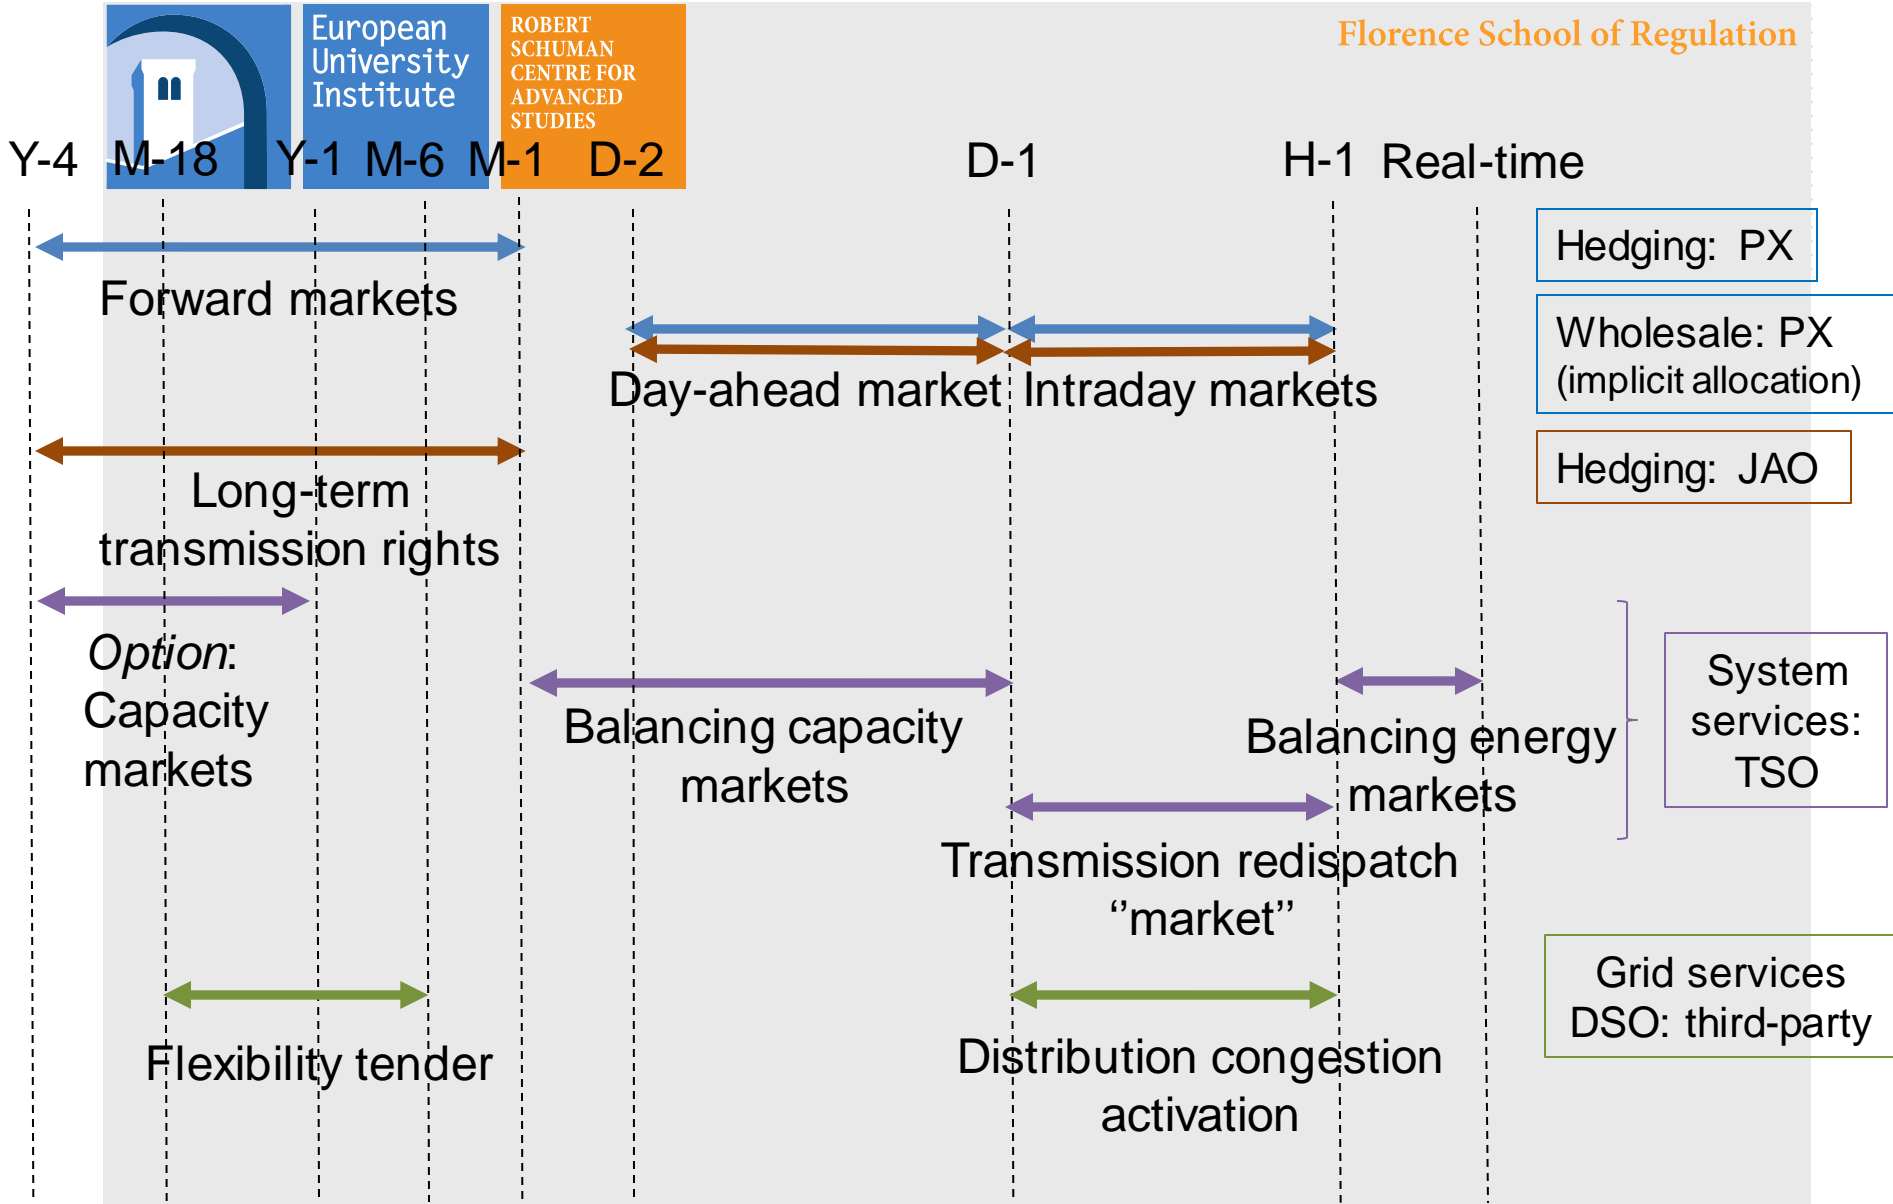 European
University
Institute
ROBERT
SCHUMAN
CENTRE FOR
ADVANCED
STUDIES
Florence School of Regulation
Y-4 M-18 Y-1 M-6 M-1 D-2 D-1 H-1 Real-time
Forward markets
Hedging: PX
Day-ahead market Intraday markets
Wholesale: PX
(implicit allocation)
Long-term
transmission rights
Hedging: JAO
Option:
Capacity
markets
Balancing capacity
markets
Balancing energy
markets
System
services:
TSO
Transmission redispatch
‘’market’’
Flexibility tender
Distribution congestion
activation
Grid services
DSO: third-party